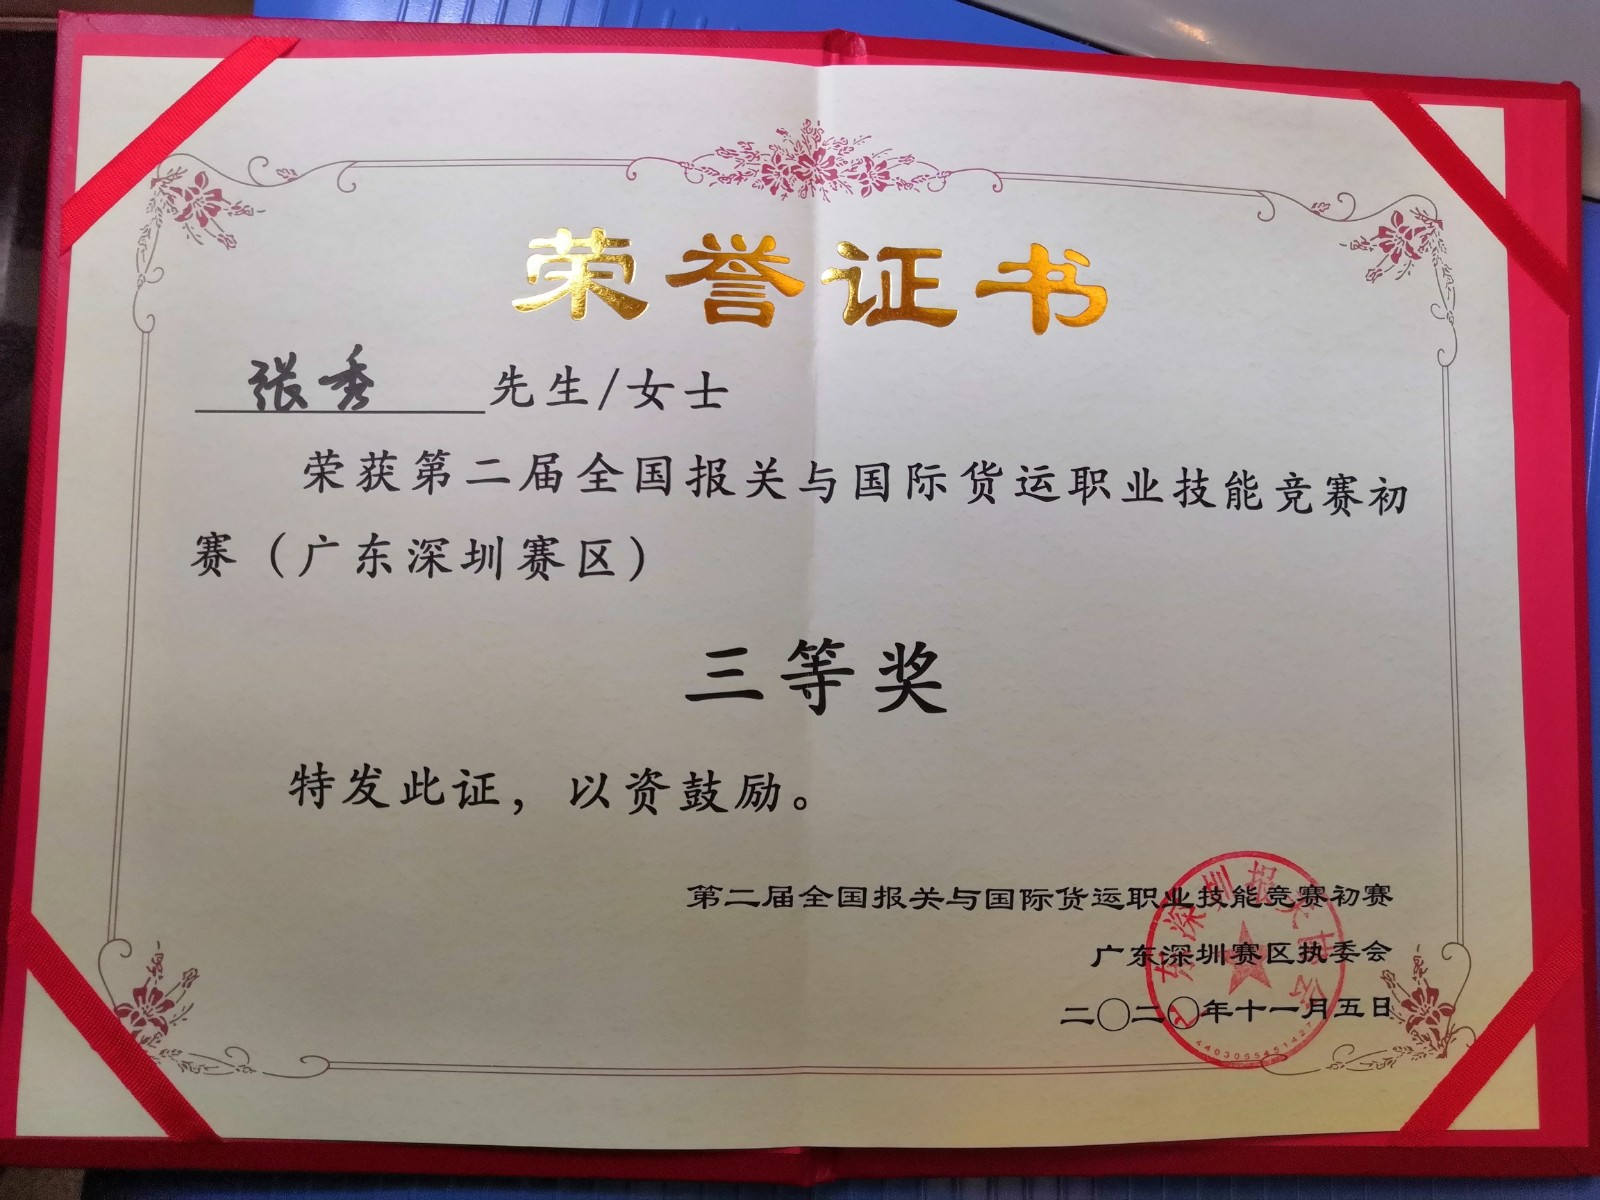 荣誉证书
张秀 先生/女士
荣获第二届全国报关与国际货运职业技能竞赛初
赛（广东深圳赛区）
三等奖
特发此证，以资鼓励。
第二届全国报关与国际货运职业技能竞赛初赛
广东深圳赛区执委会
二〇二〇年十一月五日